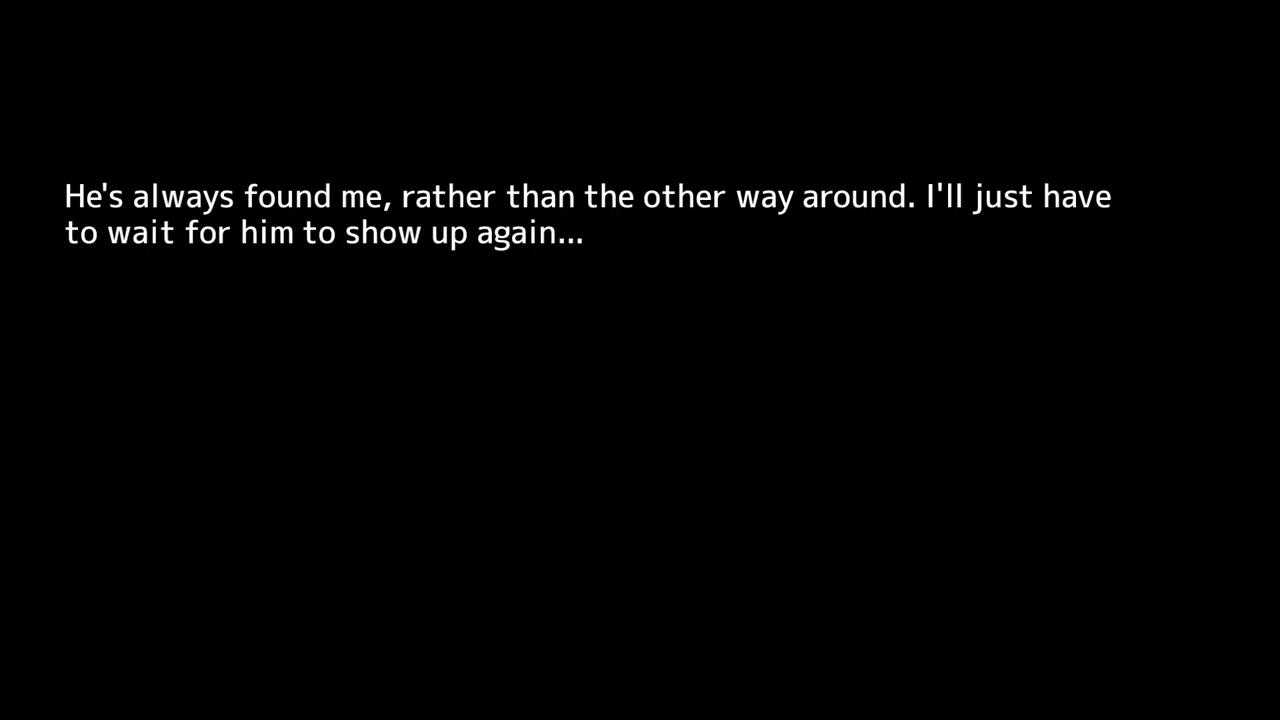 He's always found me, rather than the other way around. I'll just have
to wait for him to show up again...